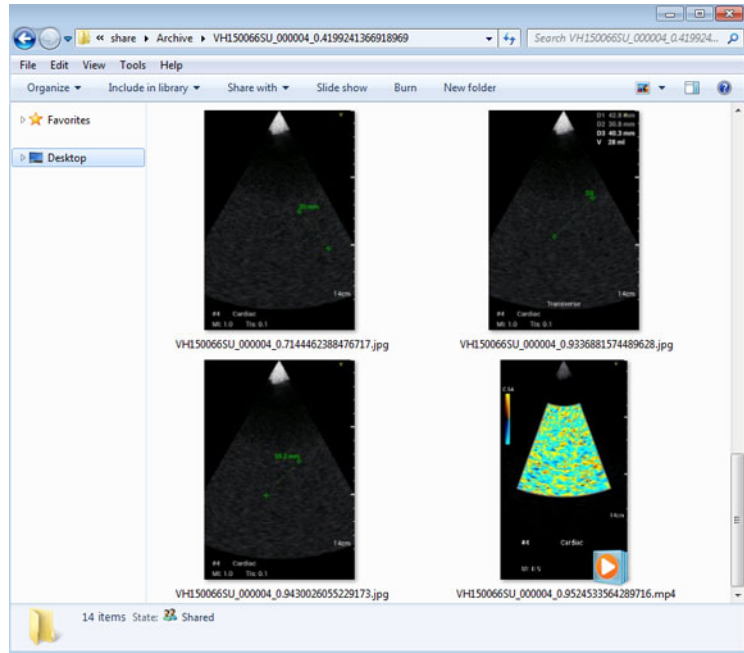 « share ▸ Archive ▸ VH150066SU_000004_0.4199241366918969
Search VH150066SU_000004_0.419924...
File Edit View Tools Help
Organize Include in library Share with Slide show Burn New folder
Favorites
Desktop
14cm
#4 Cardiac
MI: 1.0 TIs: 0.1
VH150066SU_000004_0.7144462388476717.jpg
D1 42.8 mm
D2 30.8 mm
D3 40.3 mm
V 28 ml
D3
14cm
Transverse
#4 Cardiac
MI: 1.0 TIs: 0.1
VH150066SU_000004_0.9336881574489628.jpg
14cm
#4 Cardiac
MI: 1.0 TIs: 0.1
VH150066SU_000004_0.9430026055229173.jpg
14cm
#4 Cardiac
VH150066SU_000004_0.9524533564289716.mp4
14 items State: Shared